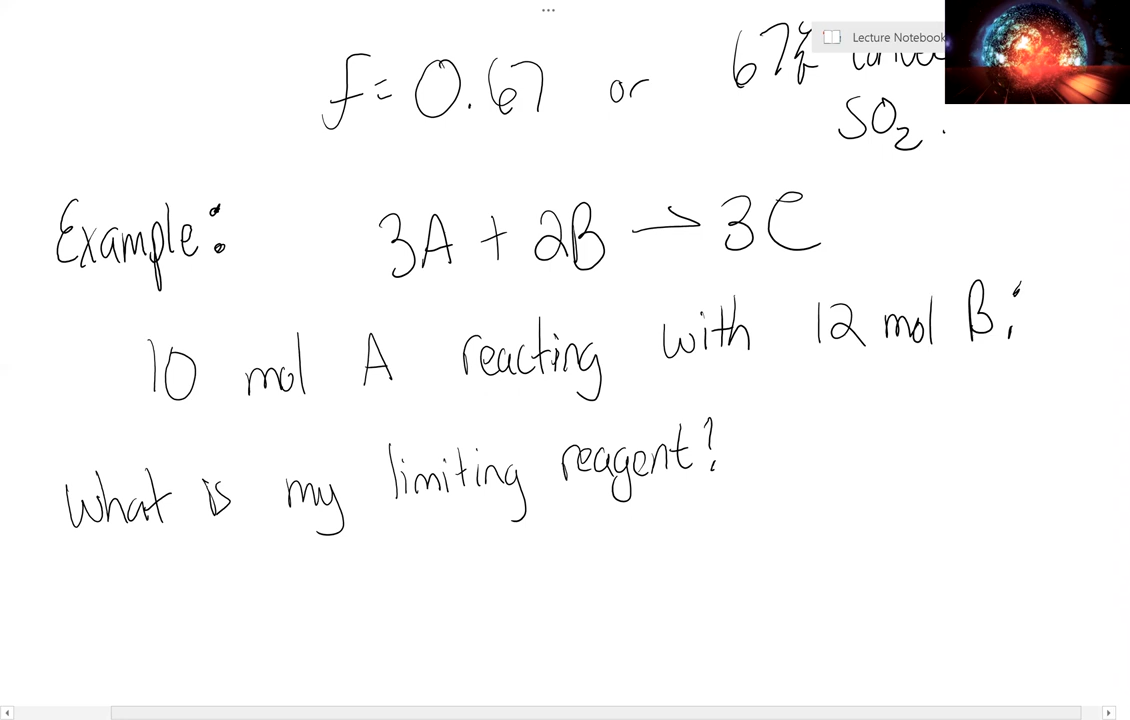 Lecture Notebook
f = 0.67 or 67%
SO₂.
Example: 3A + 2B → 3C
10 mol A reacting with 12 mol B:
What is my limiting reagent?